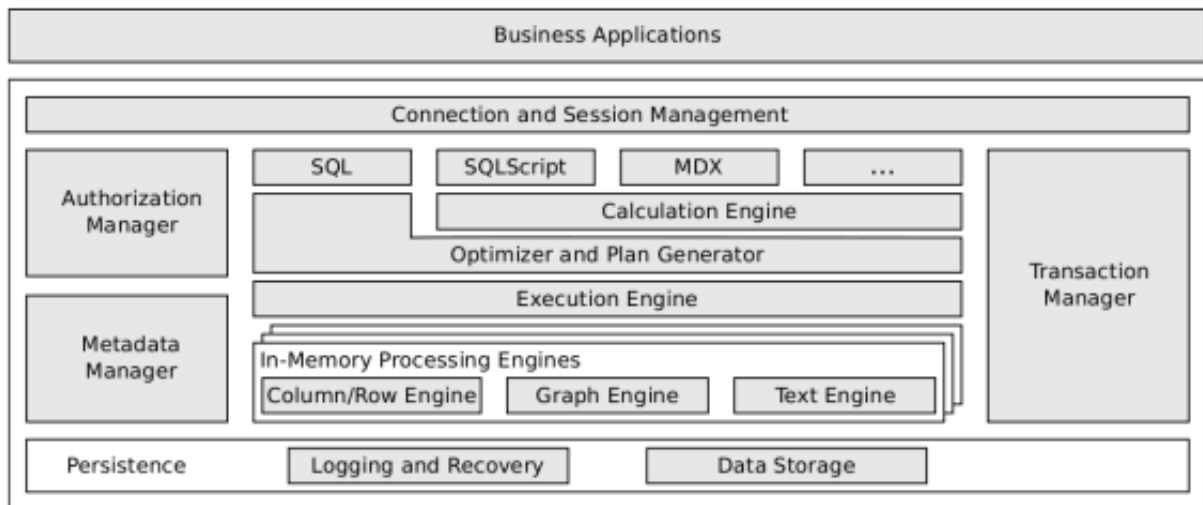 Business Applications
Connection and Session Management
Authorization
Manager
SQL
SQLScript
MDX
...
Calculation Engine
Optimizer and Plan Generator
Execution Engine
Metadata
Manager
In-Memory Processing Engines
Column/Row Engine
Graph Engine
Text Engine
Transaction
Manager
Persistence
Logging and Recovery
Data Storage